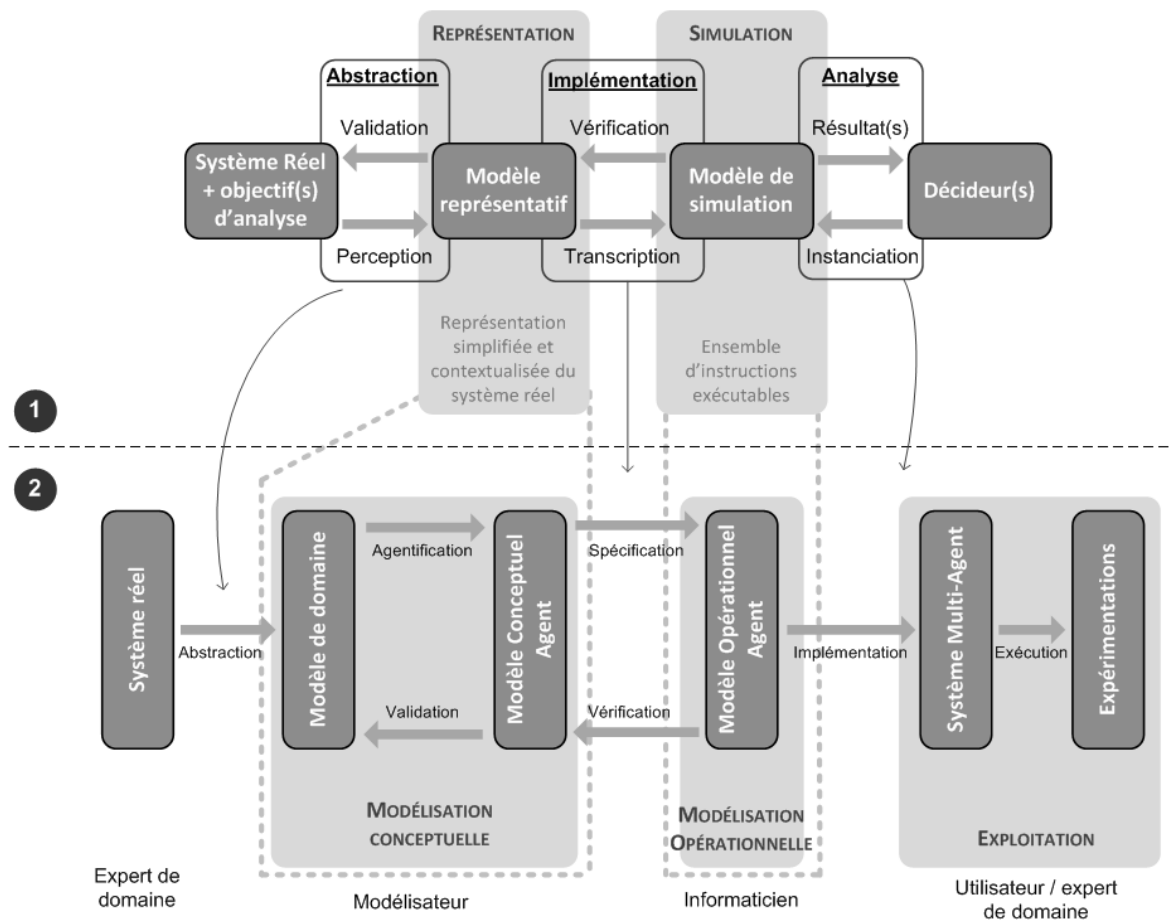 REPRÉSENTATION
SIMULATION
Abstraction
Implémentation
Analyse
Validation
Vérification
Résultat(s)
Système Réel
+ objectif(s)
d’analyse
Modèle
représentatif
Modèle de
simulation
Décideur(s)
Perception
Transcription
Instanciation
Représentation
simplifiée et
contextualisée du
système réel
Ensemble
d’instructions
exécutables
1
2
Système réel
Abstraction
Modèle de domaine
Agentification
Validation
Modèle Conceptuel
Agent
Spécification
Vérification
Modèle Opérationnel
Agent
Implémentation
Système Multi-Agent
Exécution
Expérimentations
MODÉLISATION
CONCEPTUELLE
MODÉLISATION
OPÉRATIONNELLE
EXPLOITATION
Expert de
domaine
Modélisateur
Informaticien
Utilisateur / expert
de domaine